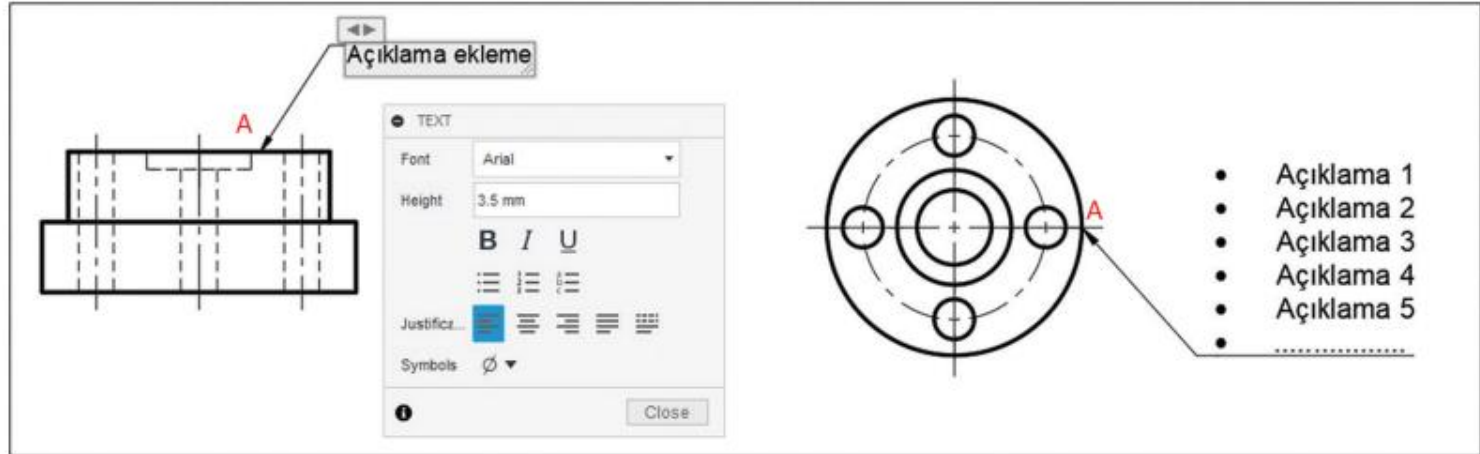 Açıklama ekleme
A
TEXT
Font Arial
Height 3.5 mm
B I U
Justifica...
Symbols Ø
Close
A
• Açıklama 1
• Açıklama 2
• Açıklama 3
• Açıklama 4
• Açıklama 5
• .................